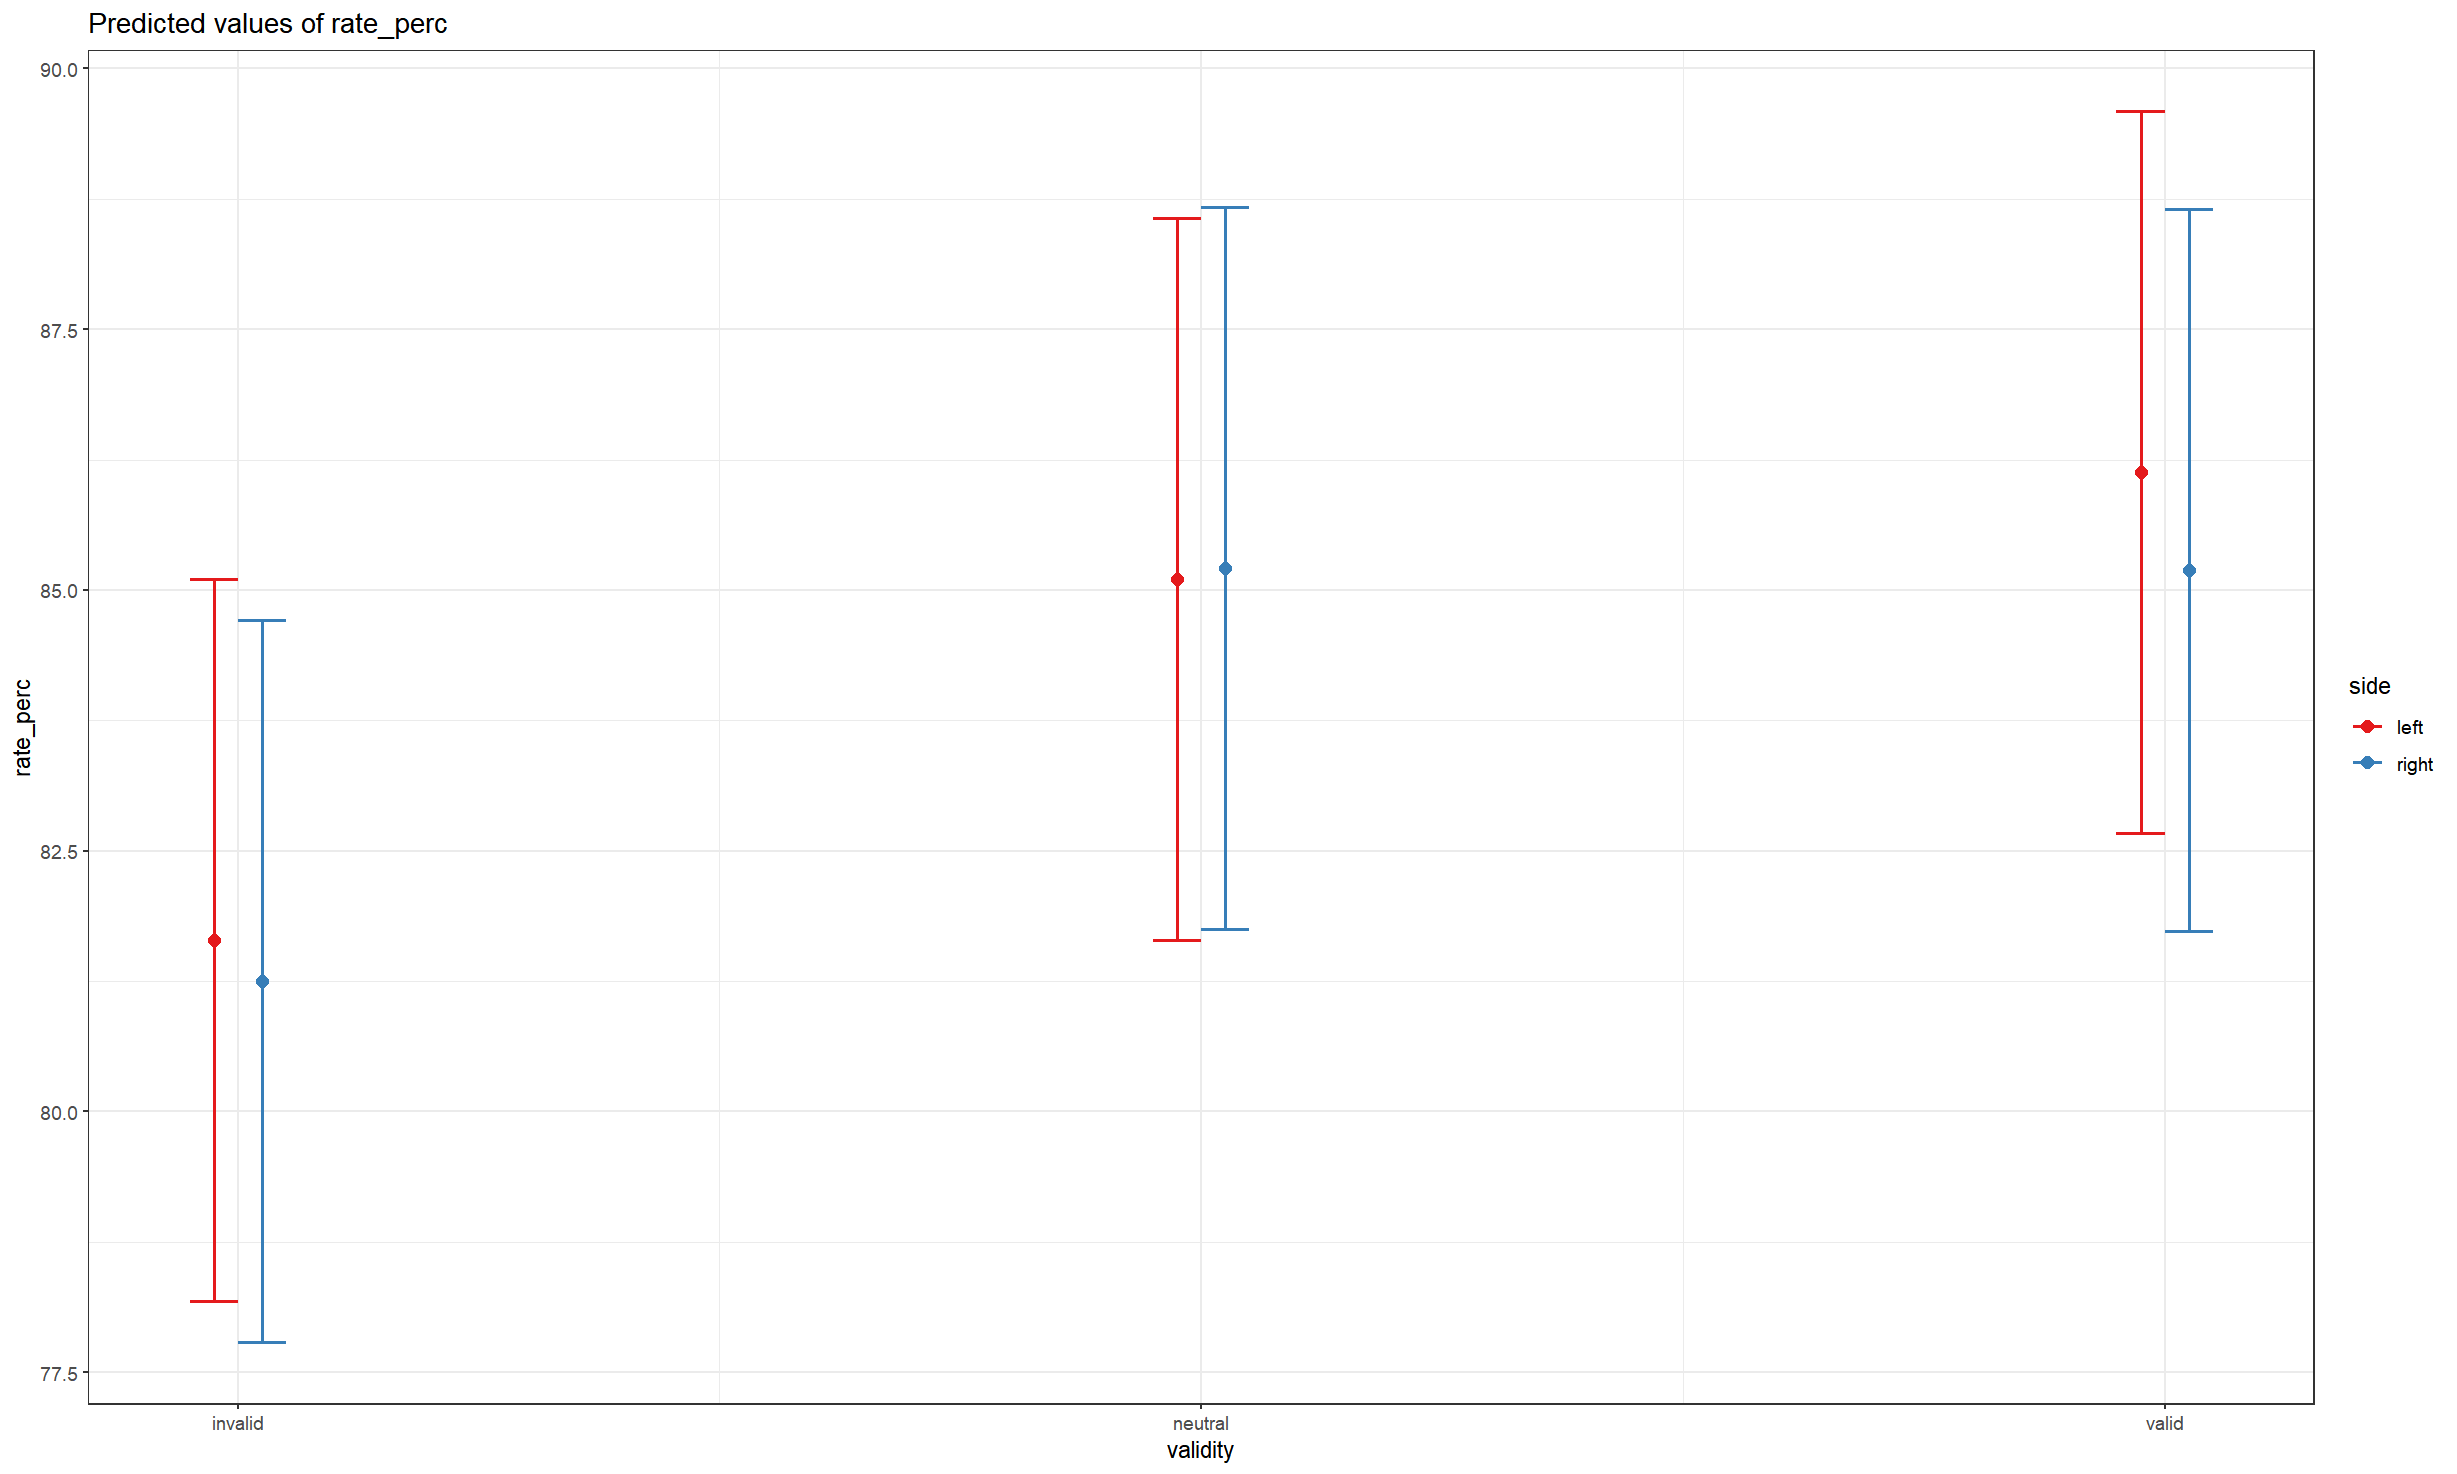 Predicted values of rate_perc
90.0
87.5
85.0
82.5
80.0
77.5
rate_perc
invalid
neutral
valid
validity
side
left
right